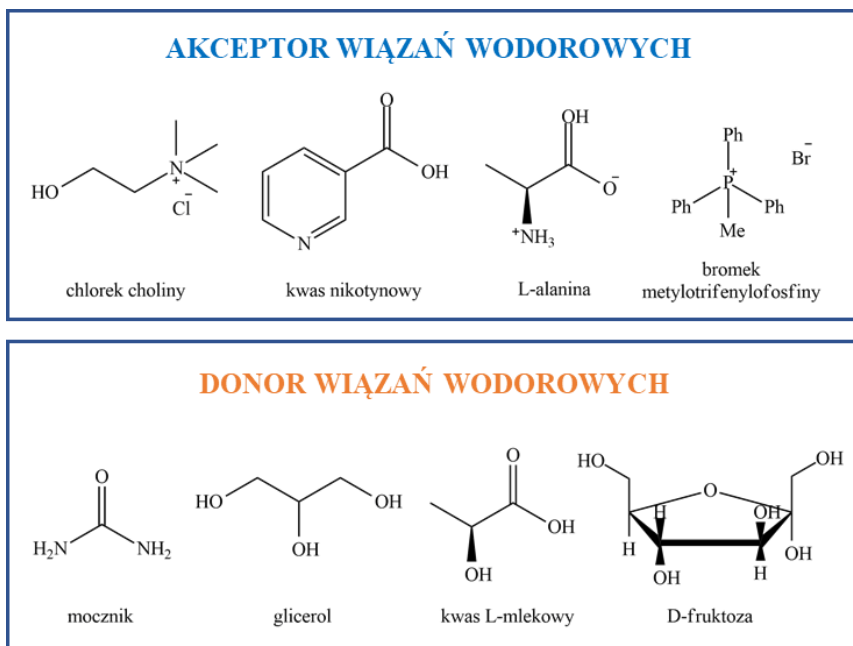 AKCEPTOR WIĄZAŃ WODOROWYCH
HO
N
+
Cl
−
chlorek choliny
O
OH
N
kwas nikotynowy
OH
O
−
+NH3
L-alanina
Ph
P
+
Ph
Ph
Me
Br
−
bromek
metylotrifenylofosfiny
DONOR WIĄZAŃ WODOROWYCH
O
H2N
NH2
mocznik
HO
OH
OH
glicerol
O
OH
OH
kwas L-mlekowy
HO
OH
O
H
OH
H
OH
OH
H
D-fruktoza